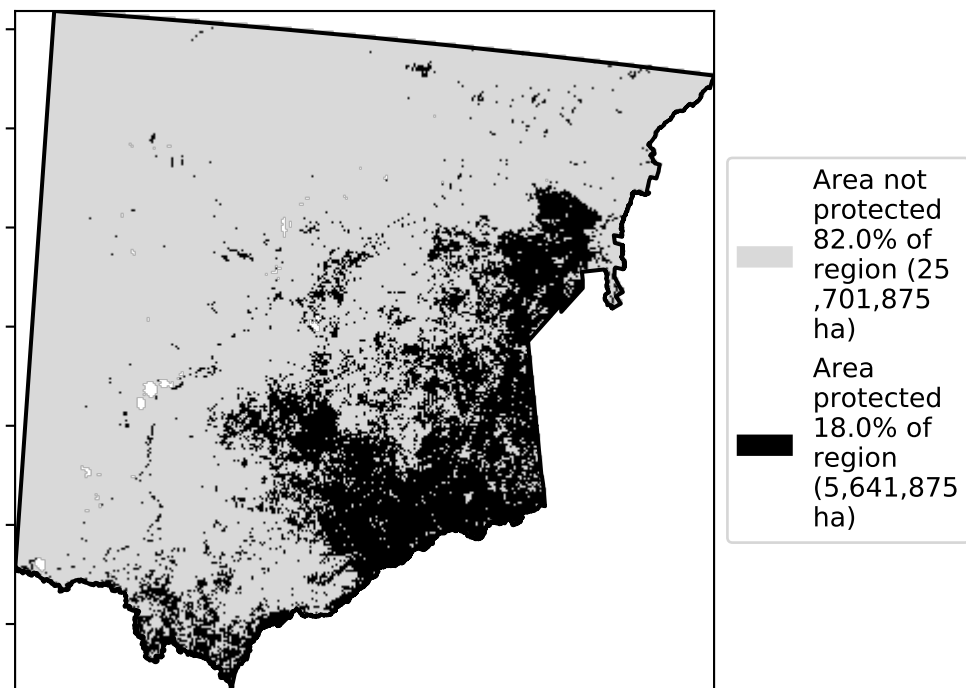 Area not
protected
82.0% of
region (25
,701,875
ha)
Area
protected
18.0% of
region
(5,641,875
ha)